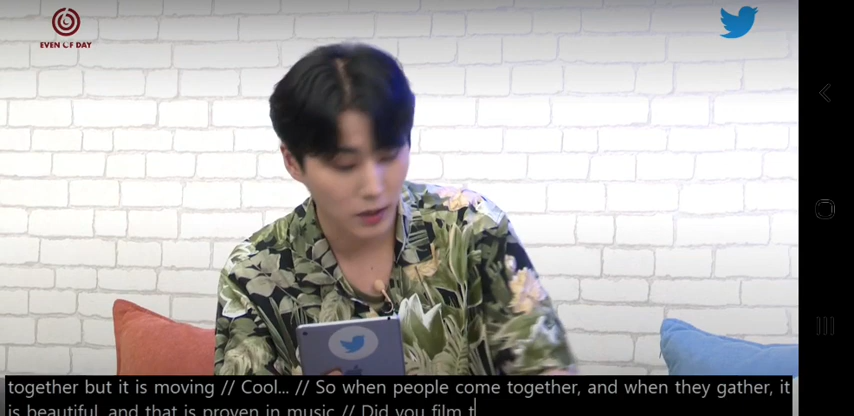 EVEN OF DAY
together but it is moving // Cool... // So when people come together, and when they gather, it
is beautiful, and that is proven in music // Did you film t